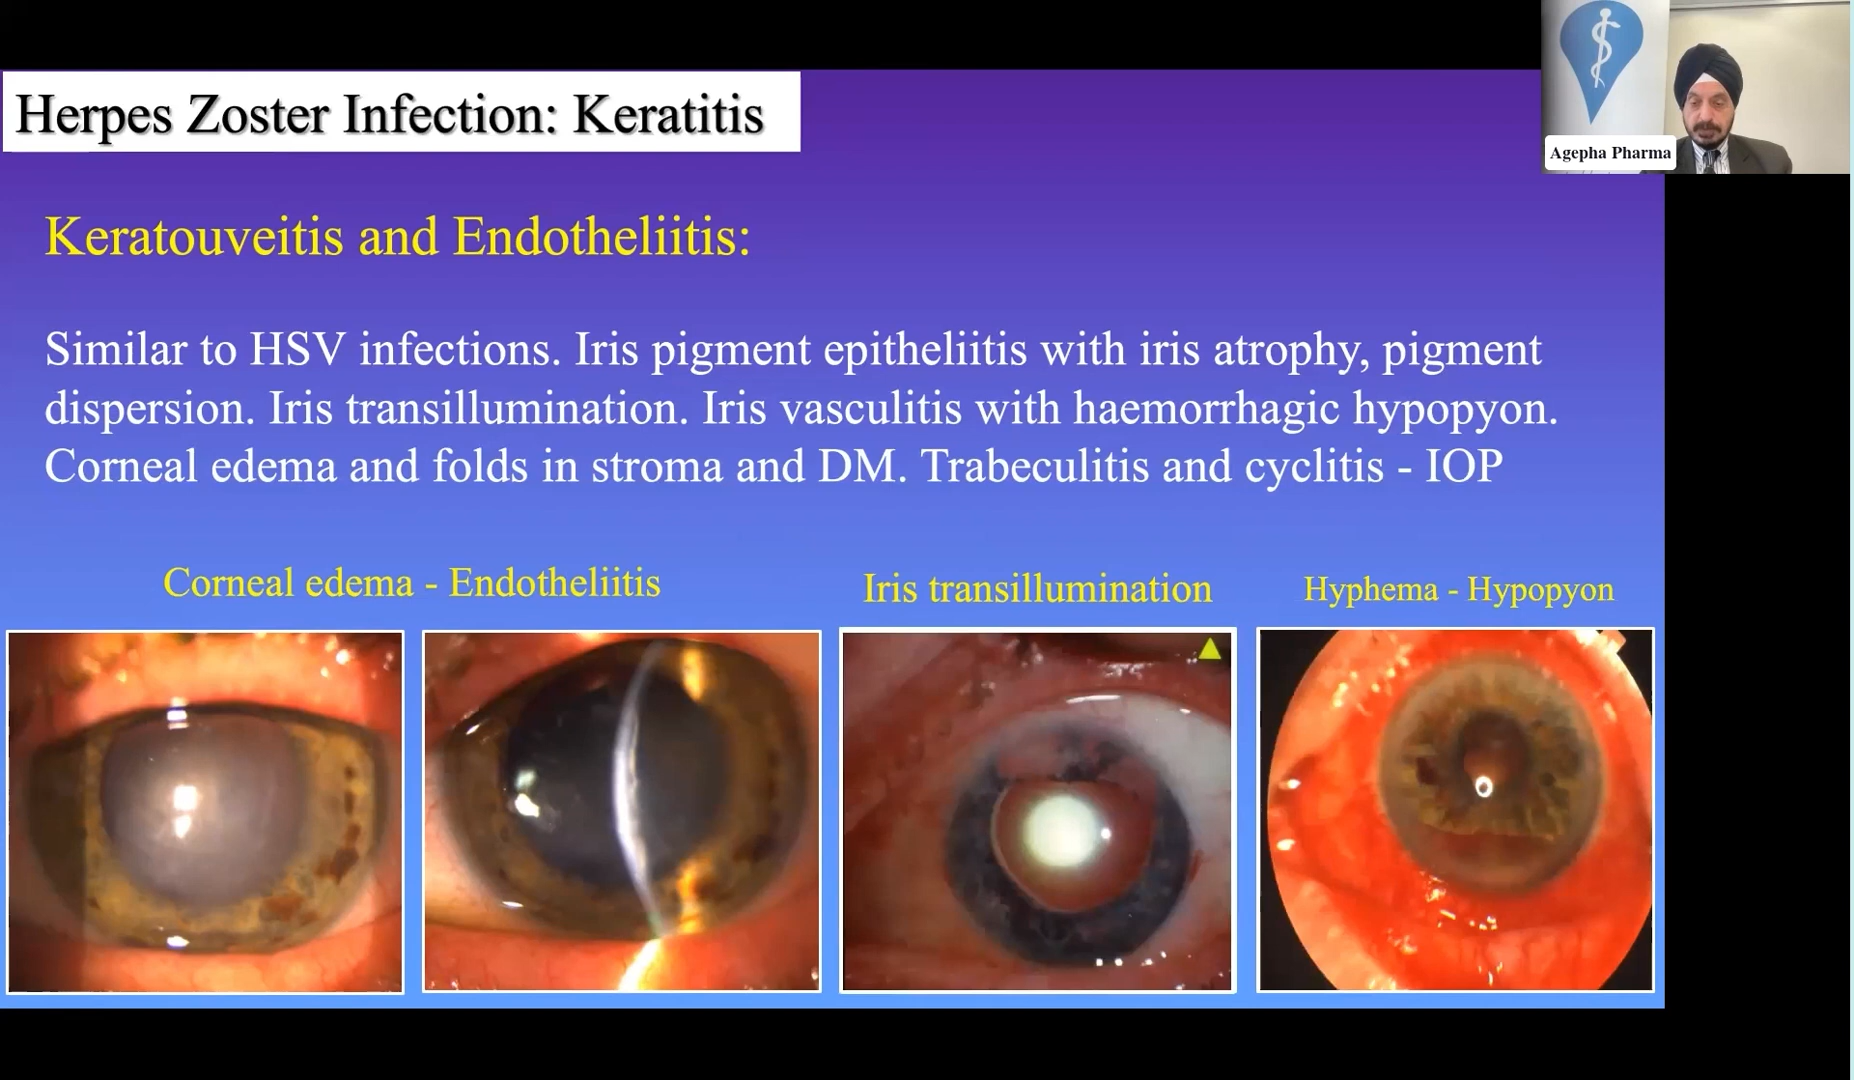 Herpes Zoster Infection: Keratitis
Agepha Pharma
Keratouveitis and Endotheliitis:
Similar to HSV infections. Iris pigment epitheliitis with iris atrophy, pigment
dispersion. Iris transillumination. Iris vasculitis with haemorrhagic hypopyon.
Corneal edema and folds in stroma and DM. Trabeculitis and cyclitis - IOP
Corneal edema - Endotheliitis
Iris transillumination
Hyphema - Hypopyon